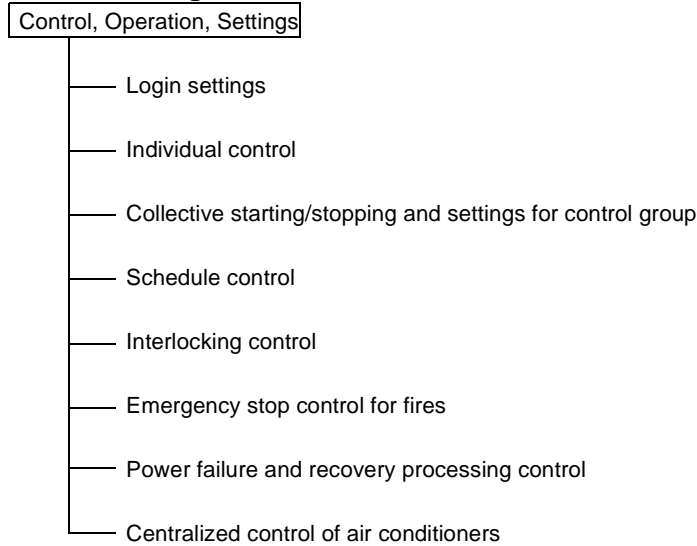 Control, Operation, Settings
Login settings
Individual control
Collective starting/stopping and settings for control group
Schedule control
Interlocking control
Emergency stop control for fires
Power failure and recovery processing control
Centralized control of air conditioners